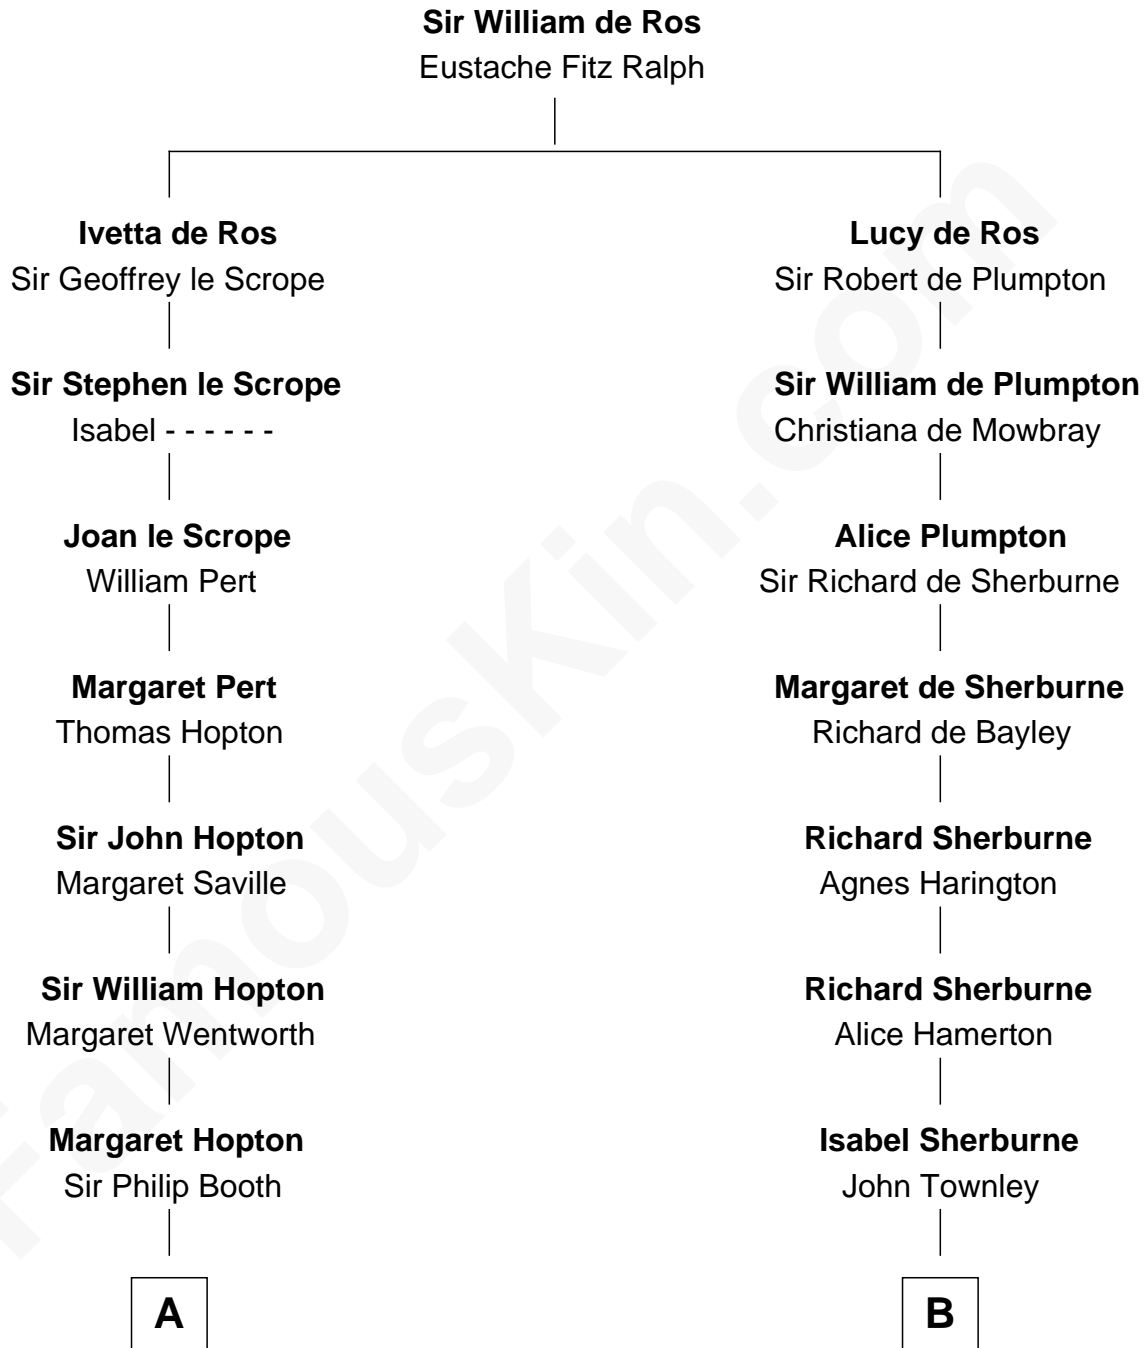 Sir William de Ros
Eustache Fitz Ralph
Ivetta de Ros
Sir Geoffrey le Scrope
Lucy de Ros
Sir Robert de Plumpton
Sir Stephen le Scrope
Isabel - - - - - -
Sir William de Plumpton
Christiana de Mowbray
Joan le Scrope
William Pert
Alice Plumpton
Sir Richard de Sherburne
Margaret Pert
Thomas Hopton
Margaret de Sherburne
Richard de Bayley
Sir John Hopton
Margaret Saville
Richard Sherburne
Agnes Harington
Sir William Hopton
Margaret Wentworth
Richard Sherburne
Alice Hamerton
Margaret Hopton
Sir Philip Booth
Isabel Sherburne
John Townley
A
B
FamousKin.com